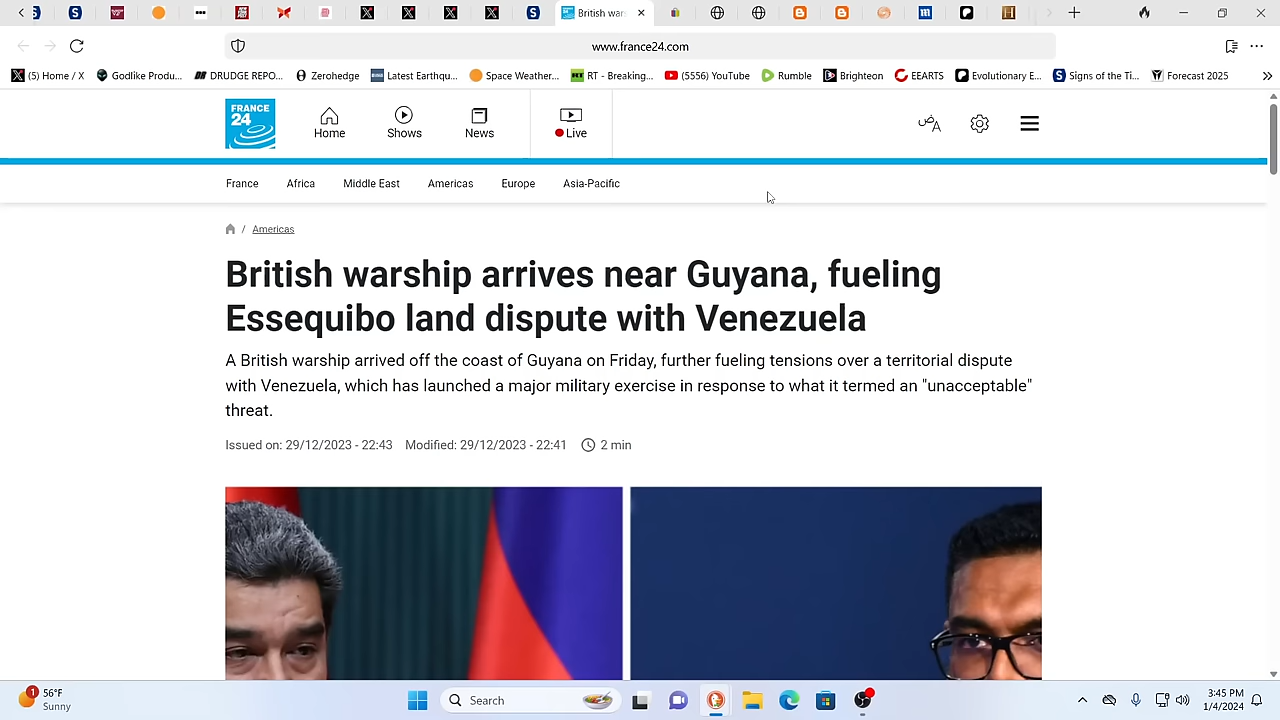 British war
www.france24.com
(5) Home / X
Godlike Produ...
DRUDGE REPO...
Zerohedge
Latest Earthqu...
Space Weather...
RT - Breaking...
(5556) YouTube
Rumble
Brighteon
EEARTS
Evolutionary E...
Signs of the Ti...
Forecast 2025
FRANCE
24
Home
Shows
News
Live
France
Africa
Middle East
Americas
Europe
Asia-Pacific
/ Americas
British warship arrives near Guyana, fueling
Essequibo land dispute with Venezuela
A British warship arrived off the coast of Guyana on Friday, further fueling tensions over a territorial dispute
with Venezuela, which has launched a major military exercise in response to what it termed an "unacceptable"
threat.
Issued on: 29/12/2023 - 22:43 Modified: 29/12/2023 - 22:41 2 min
1
56°F
Sunny
Search
3:45 PM
1/4/2024